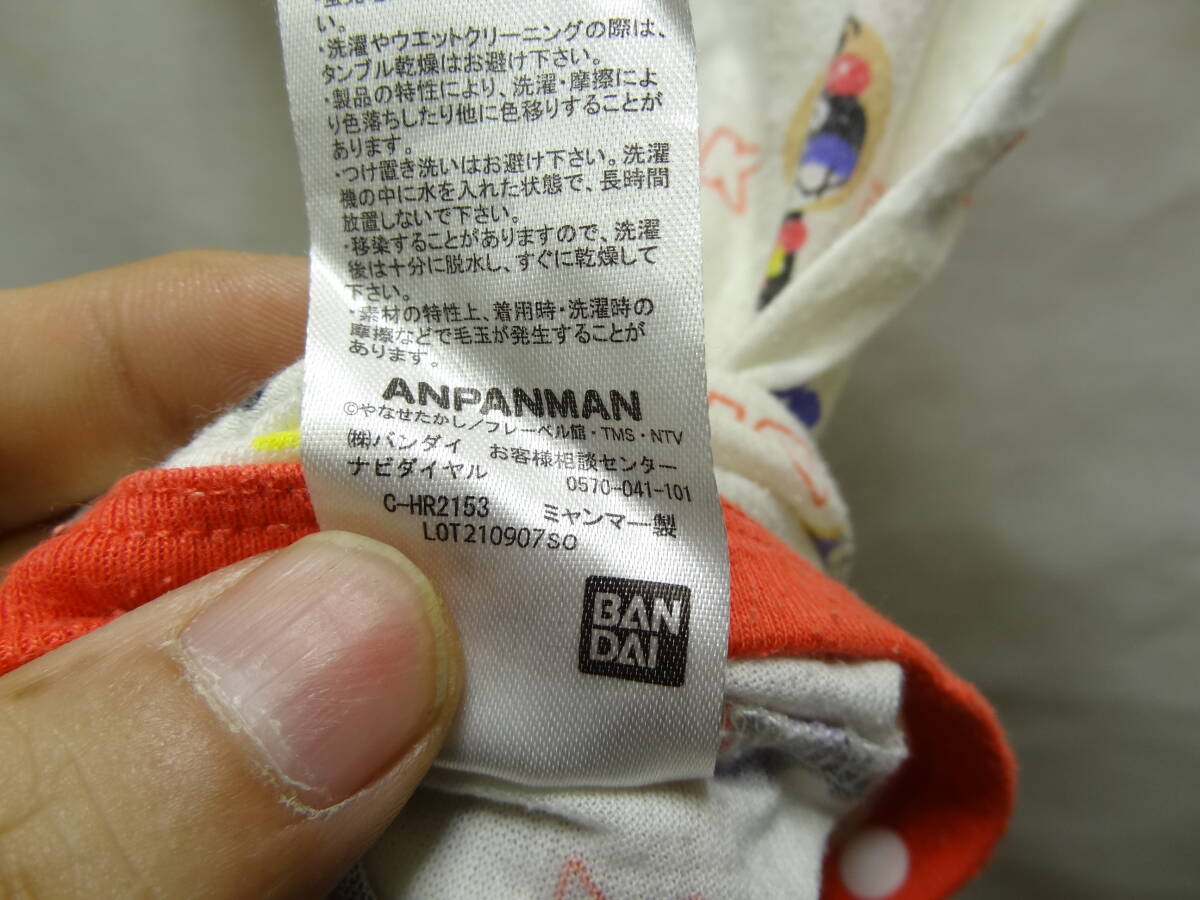 い。
・洗濯やウエットクリーニングの際は、
タンブル乾燥はお避け下さい。
・製品の特性により、洗濯・摩擦によ
り色落ちしたり他に色移りすることが
あります。
・つけ置き洗いはお避け下さい。洗濯
機の中に水を入れた状態で、長時間
放置しないで下さい。
・移染することがありますので、洗濯
後は十分に脱水し、すぐに乾燥して
下さい。
・素材の特性上、着用時・洗濯時の
摩擦などで毛玉が発生することが
あります。
ANPANMAN
©やなせたかし/フレーベル館・TMS・NTV
㈱バンダイ お客様相談センター
ナビダイヤル 0570-041-101
C-HR2153 ミャンマー製
LOT210907SO
BAN
DAI